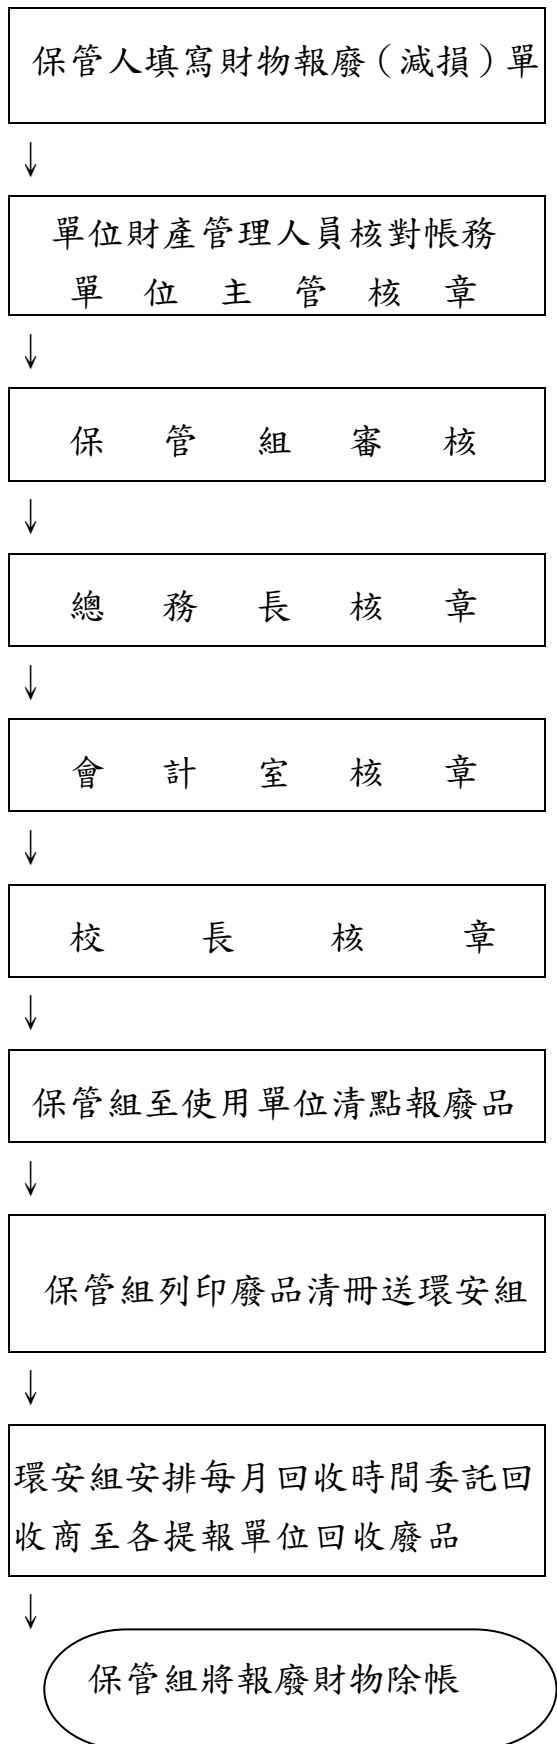 保管人填寫財物報廢（減損）單
↓
單位財產管理人員核對帳務
單位主管核章
↓
保管組審核
↓
總務長核章
↓
會計室核章
↓
校長核章
↓
保管組至使用單位清點報廢品
↓
保管組列印廢品清冊送環安組
↓
環安組安排每月回收時間委託回
收商至各提報單位回收廢品
↓
保管組將報廢財物除帳